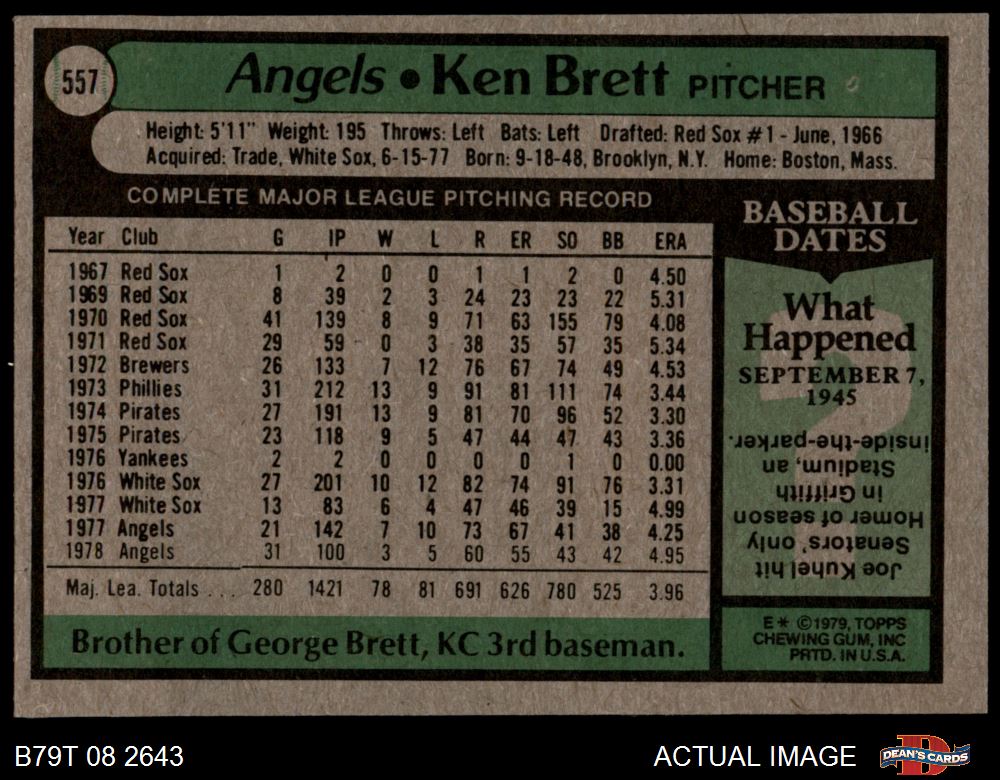 557
Angels • Ken Brett PITCHER
Height: 5'11" Weight: 195 Throws: Left Bats: Left Drafted: Red Sox #1 - June, 1966
Acquired: Trade, White Sox, 6-15-77 Born: 9-18-48, Brooklyn, N.Y. Home: Boston, Mass.
COMPLETE MAJOR LEAGUE PITCHING RECORD
Year Club G IP W L R ER SO BB ERA
1967 Red Sox 1 2 0 0 1 1 2 0 4.50
1969 Red Sox 8 39 2 3 24 23 23 22 5.31
1970 Red Sox 41 139 8 9 71 63 155 79 4.08
1971 Red Sox 29 59 0 3 38 35 57 35 5.34
1972 Brewers 26 133 7 12 76 67 74 49 4.53
1973 Phillies 31 212 13 9 91 81 111 74 3.44
1974 Pirates 27 191 13 9 81 70 96 52 3.30
1975 Pirates 23 118 9 5 47 44 47 43 3.36
1976 Yankees 2 2 0 0 0 0 1 0 0.00
1976 White Sox 27 201 10 12 82 74 91 76 3.31
1977 White Sox 13 83 6 4 47 46 39 15 4.99
1977 Angels 21 142 7 10 73 67 41 38 4.25
1978 Angels 31 100 3 5 60 55 43 42 4.95
Maj. Lea. Totals ... 280 1421 78 81 691 626 780 525 3.96
Brother of George Brett, KC 3rd baseman.
BASEBALL
DATES
What
Happened
SEPTEMBER 7,
1945
Joe Kuhel hit
Senators' only
Homer of season
in Griffith
Stadium, an
inside-the-parker.
E* ©1979, TOPPS
CHEWING GUM, INC
PRTD. IN U.S.A.
B79T 08 2643
ACTUAL IMAGE
DEAN'S CARDS